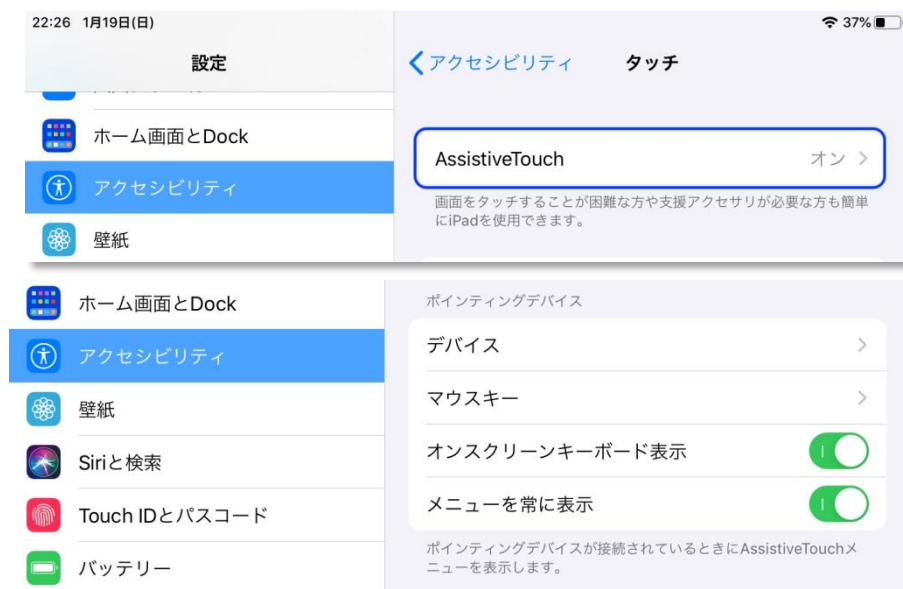 22:26 1月19日(日)
37%
設定
アクセシビリティ
タッチ
ホーム画面とDock
アクセシビリティ
壁紙
AssistiveTouch
オン
画面をタッチすることが困難な方や支援アクセサリが必要な方も簡単
にiPadを使用できます。
ホーム画面とDock
アクセシビリティ
壁紙
Siriと検索
Touch IDとパスコード
バッテリー
ポインティングデバイス
デバイス
マウスキー
オンスクリーンキーボード表示
メニューを常に表示
ポインティングデバイスが接続されているときにAssistiveTouchメ
ニューを表示します。